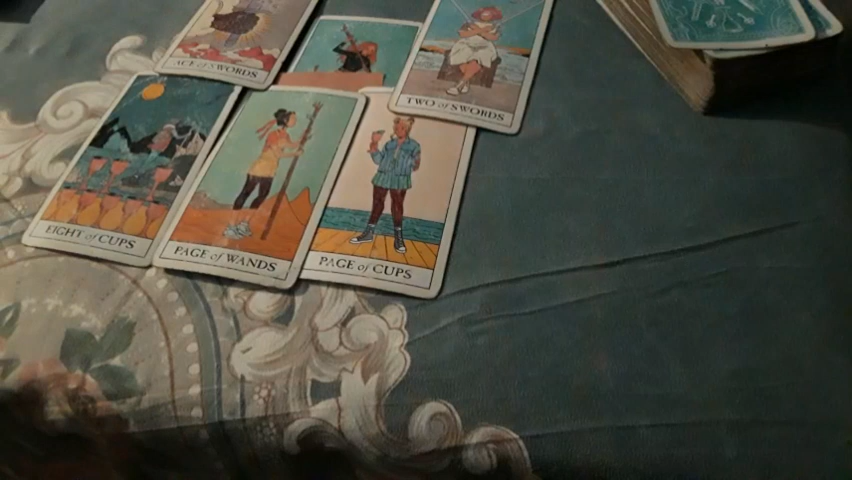 ACE of SWORDS
TWO of SWORDS
EIGHT of CUPS
PAGE of WANDS
PAGE of CUPS